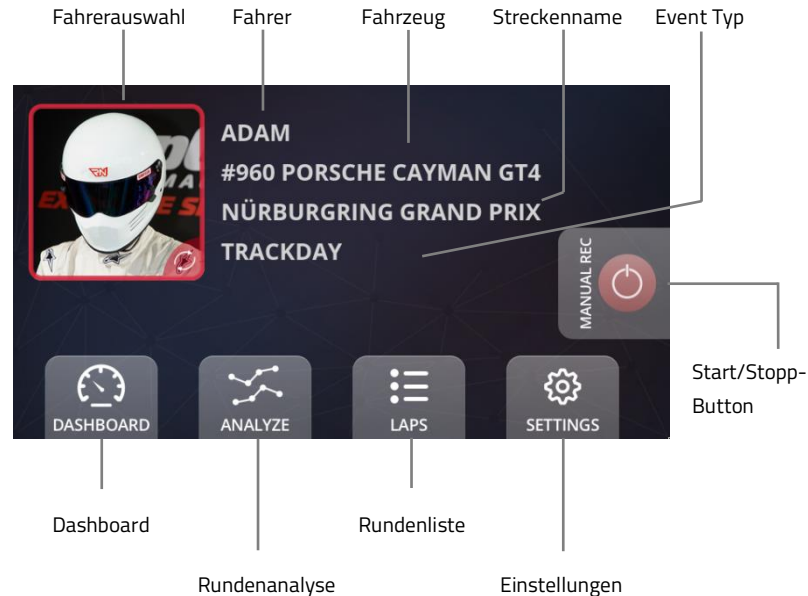 Fahrerauswahl Fahrer Fahrzeug Streckenname Event Typ
ADAM
#960 PORSCHE CAYMAN GT4
NÜRBURGRING GRAND PRIX
TRACKDAY
MANUAL REC
Start/Stopp-
Button
DASHBOARD ANALYZE LAPS SETTINGS
Dashboard Rundenliste
Rundenanalyse Einstellungen